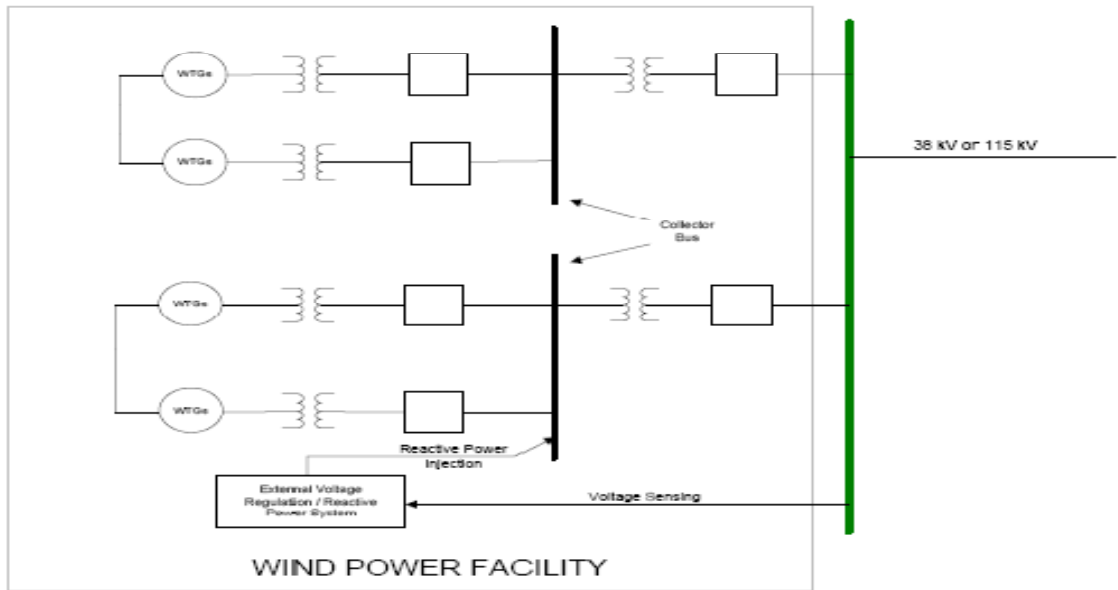 WTGs
38 kV or 115 kV
WTGs
Collector
Bus
WTGs
WTGs
Reactive Power
Injection
External Voltage
Regulation / Reactive
Power System
Voltage Sensing
WIND POWER FACILITY